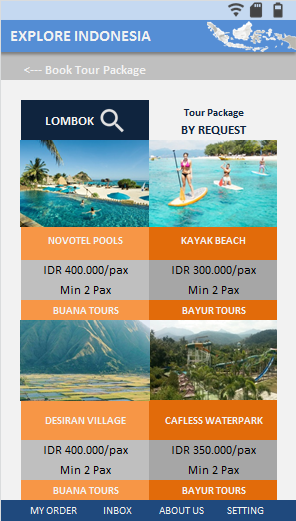 EXPLORE INDONESIA
<--- Book Tour Package
LOMBOK
Tour Package
BY REQUEST
NOVOTEL POOLS
KAYAK BEACH
IDR 400.000/pax
IDR 300.000/pax
Min 2 Pax
Min 2 Pax
BUANA TOURS
BAYUR TOURS
DESIRAN VILLAGE
CAFLESS WATERPARK
IDR 400.000/pax
IDR 350.000/pax
Min 2 Pax
Min 2 Pax
BUANA TOURS
BAYUR TOURS
MY ORDER
INBOX
ABOUT US
SETTING